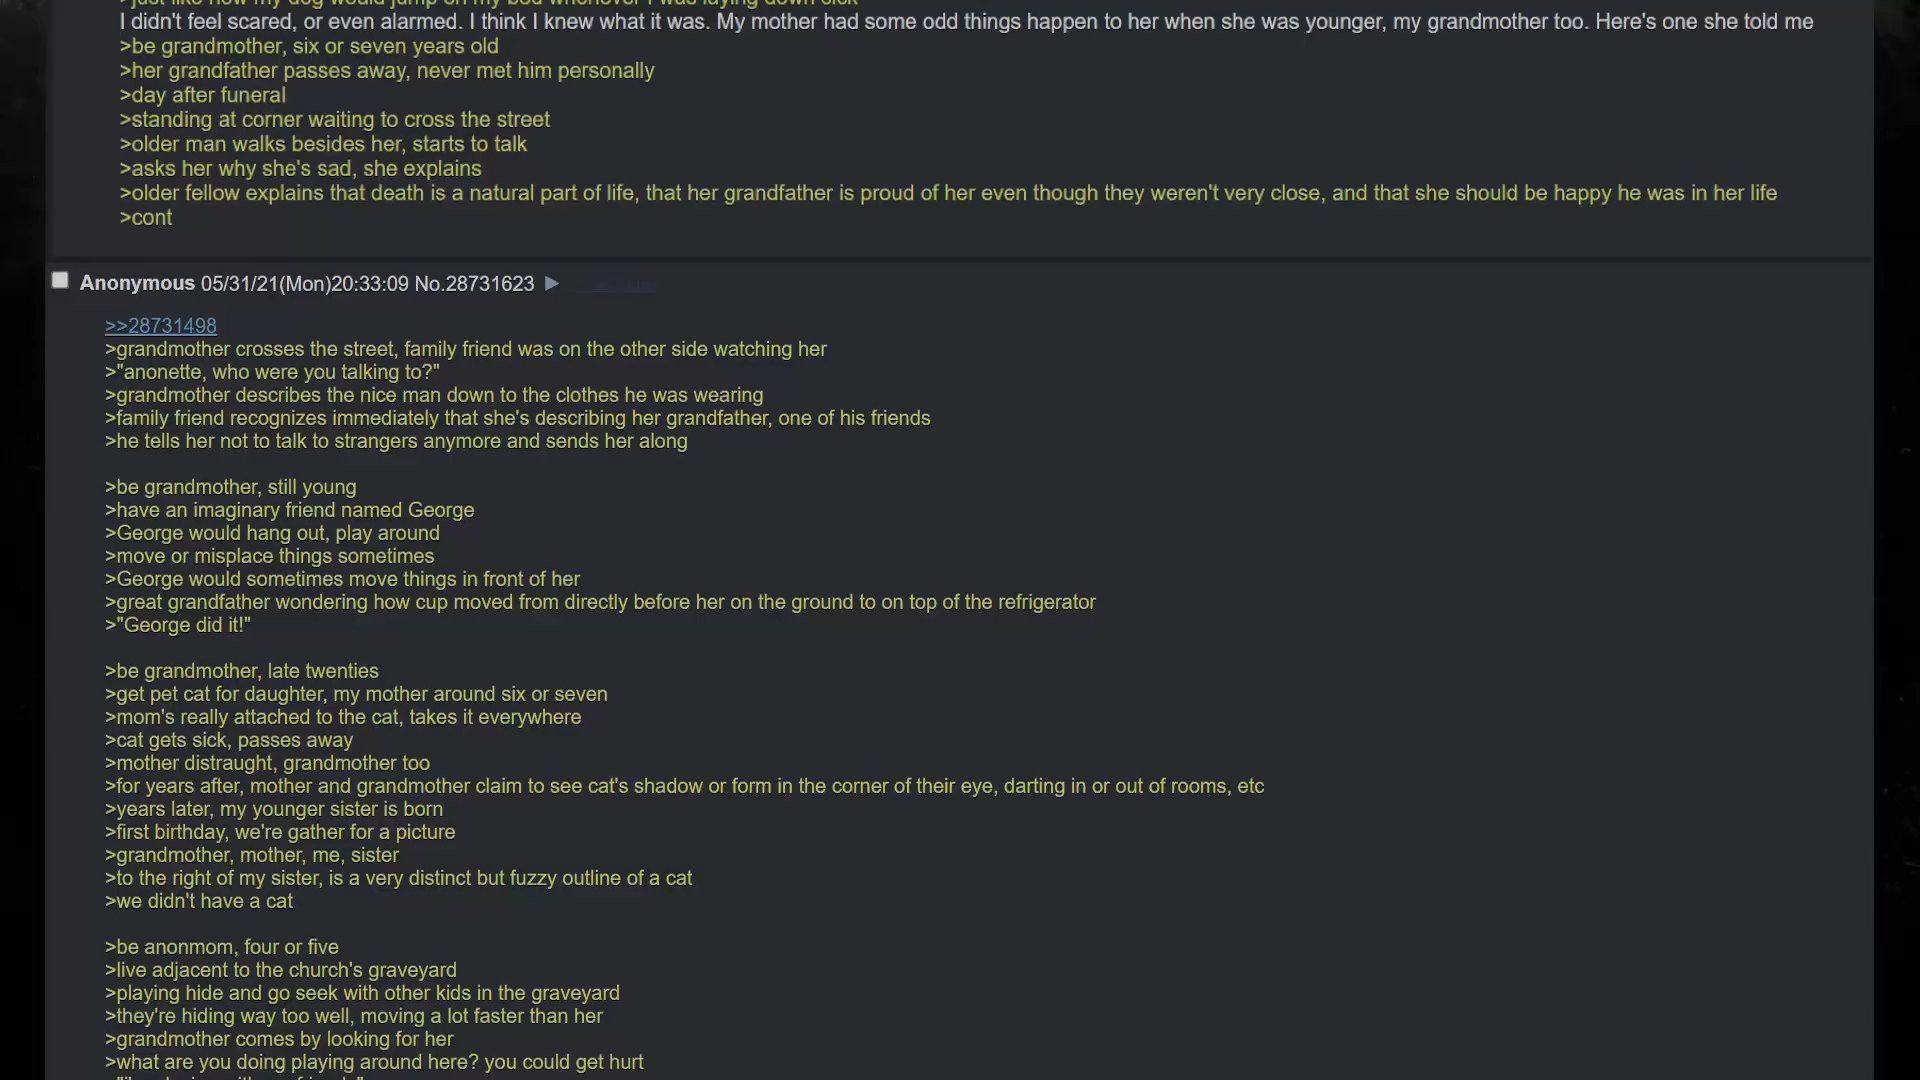 >just like how my dog would jump on my bed whenever I was laying down sick
I didn't feel scared, or even alarmed. I think I knew what it was. My mother had some odd things happen to her when she was younger, my grandmother too. Here's one she told me
>be grandmother, six or seven years old
>her grandfather passes away, never met him personally
>day after funeral
>standing at corner waiting to cross the street
>older man walks besides her, starts to talk
>asks her why she's sad, she explains
>older fellow explains that death is a natural part of life, that her grandfather is proud of her even though they weren't very close, and that she should be happy he was in her life
>cont
Anonymous 05/31/21(Mon)20:33:09 No.28731623 ▶
>>28731498
>grandmother crosses the street, family friend was on the other side watching her
>"anonette, who were you talking to?"
>grandmother describes the nice man down to the clothes he was wearing
>family friend recognizes immediately that she's describing her grandfather, one of his friends
>he tells her not to talk to strangers anymore and sends her along
>be grandmother, still young
>have an imaginary friend named George
>George would hang out, play around
>move or misplace things sometimes
>George would sometimes move things in front of her
>great grandfather wondering how cup moved from directly before her on the ground to on top of the refrigerator
>"George did it!"
>be grandmother, late twenties
>get pet cat for daughter, my mother around six or seven
>mom's really attached to the cat, takes it everywhere
>cat gets sick, passes away
>mother distraught, grandmother too
>for years after, mother and grandmother claim to see cat's shadow or form in the corner of their eye, darting in or out of rooms, etc
>years later, my younger sister is born
>first birthday, we're gather for a picture
>grandmother, mother, me, sister
>to the right of my sister, is a very distinct but fuzzy outline of a cat
>we didn't have a cat
>be anonmom, four or five
>live adjacent to the church's graveyard
>playing hide and go seek with other kids in the graveyard
>they're hiding way too well, moving a lot faster than her
>grandmother comes by looking for her
>what are you doing playing around here? you could get hurt